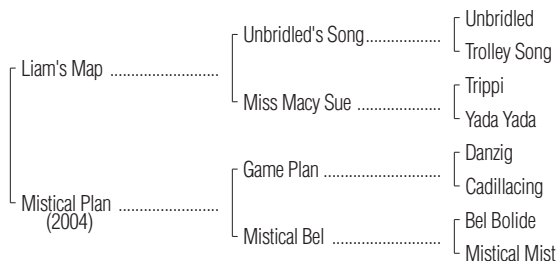 Unbridled
Unbridled's Song
Trolley Song
Liam's Map
Trippi
Miss Macy Sue
Yada Yada
Danzig
Game Plan
Cadillacing
Mistical Plan
(2004)
Bel Bolide
Mistical Bel
Mistical Mist